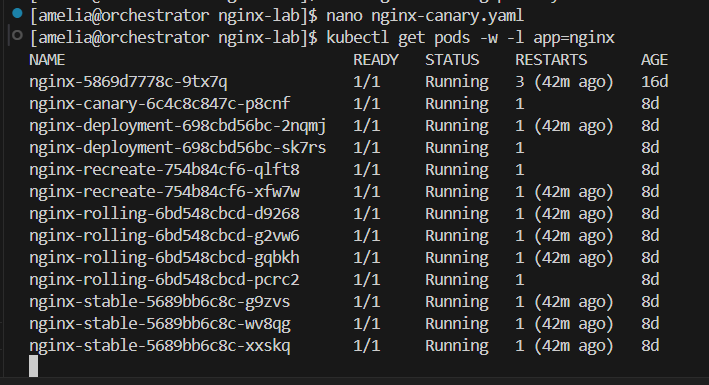 [amelia@orchestrator nginx-lab]$ nano nginx-canary.yaml
[amelia@orchestrator nginx-lab]$ kubectl get pods -w -l app=nginx
NAME READY STATUS RESTARTS AGE
nginx-5869d7778c-9tx7q 1/1 Running 3 (42m ago) 16d
nginx-canary-6c4c8c847c-p8cnf 1/1 Running 1 8d
nginx-deployment-698cbd56bc-2nqmj 1/1 Running 1 (42m ago) 8d
nginx-deployment-698cbd56bc-sk7rs 1/1 Running 1 8d
nginx-recreate-754b84cf6-qlft8 1/1 Running 1 8d
nginx-recreate-754b84cf6-xfw7w 1/1 Running 1 (42m ago) 8d
nginx-rolling-6bd548cbcd-d9268 1/1 Running 1 (42m ago) 8d
nginx-rolling-6bd548cbcd-g2vw6 1/1 Running 1 (42m ago) 8d
nginx-rolling-6bd548cbcd-gqbkh 1/1 Running 1 (42m ago) 8d
nginx-rolling-6bd548cbcd-pcrc2 1/1 Running 1 8d
nginx-stable-5689bb6c8c-g9zvs 1/1 Running 1 (42m ago) 8d
nginx-stable-5689bb6c8c-wv8qg 1/1 Running 1 (42m ago) 8d
nginx-stable-5689bb6c8c-xxskq 1/1 Running 1 (42m ago) 8d